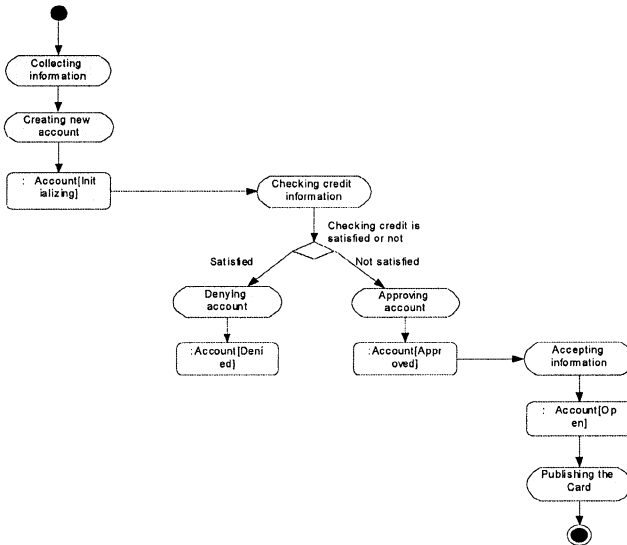 Collecting
information
Creating new
account
: Account[Init
ializing]
Checking credit
information
Checking credit is
satisfied or not
Satisfied
Not satisfied
Denying
account
Approving
account
:Account[Deni
ed]
:Account[Appr
oved]
Accepting
information
: Account[Op
en]
Publishing the
Card